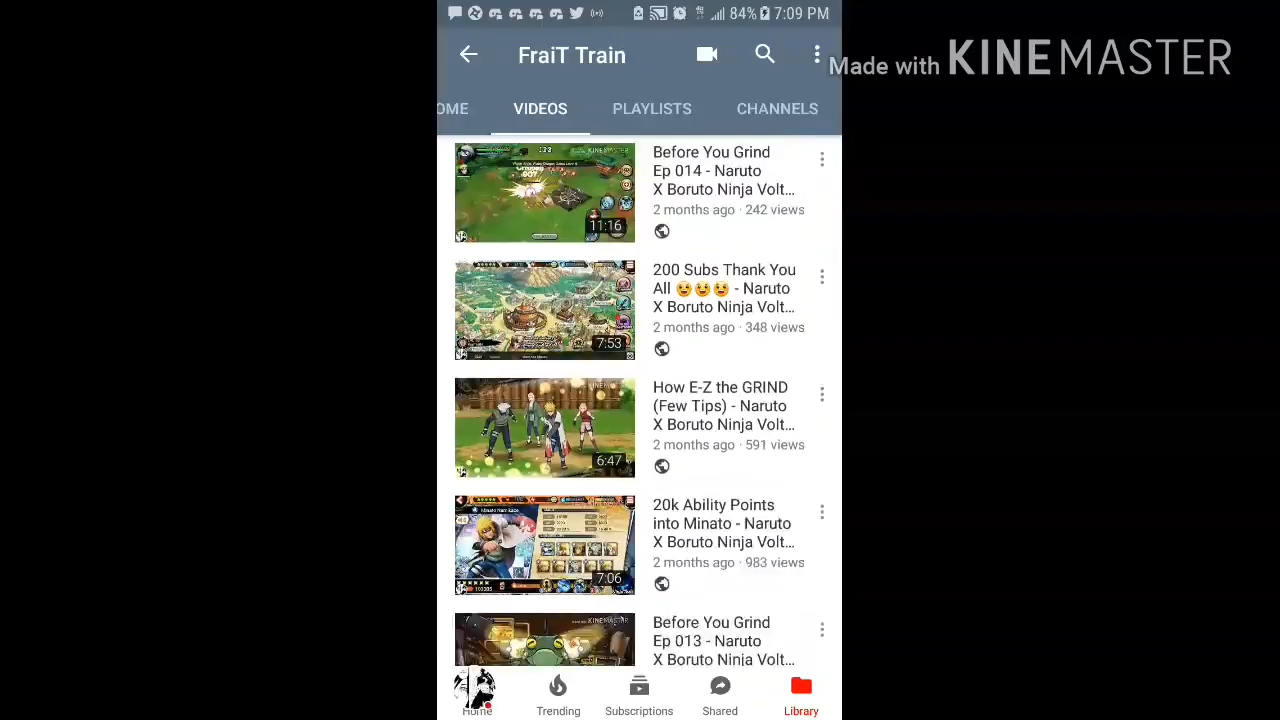 84% 7:09 PM
FraiT Train
Made with KINEMASTER
OME VIDEOS PLAYLISTS CHANNELS
Before You Grind
Ep 014 - Naruto
X Boruto Ninja Volt...
2 months ago · 242 views
11:16
200 Subs Thank You
All 😉😉😉 - Naruto
X Boruto Ninja Volt...
2 months ago · 348 views
7:53
How E-Z the GRIND
(Few Tips) - Naruto
X Boruto Ninja Volt...
2 months ago · 591 views
6:47
20k Ability Points
into Minato - Naruto
X Boruto Ninja Volt...
2 months ago · 983 views
Minato Namikaze
7:06
Before You Grind
Ep 013 - Naruto
X Boruto Ninja Volt...
Home Trending Subscriptions Shared Library